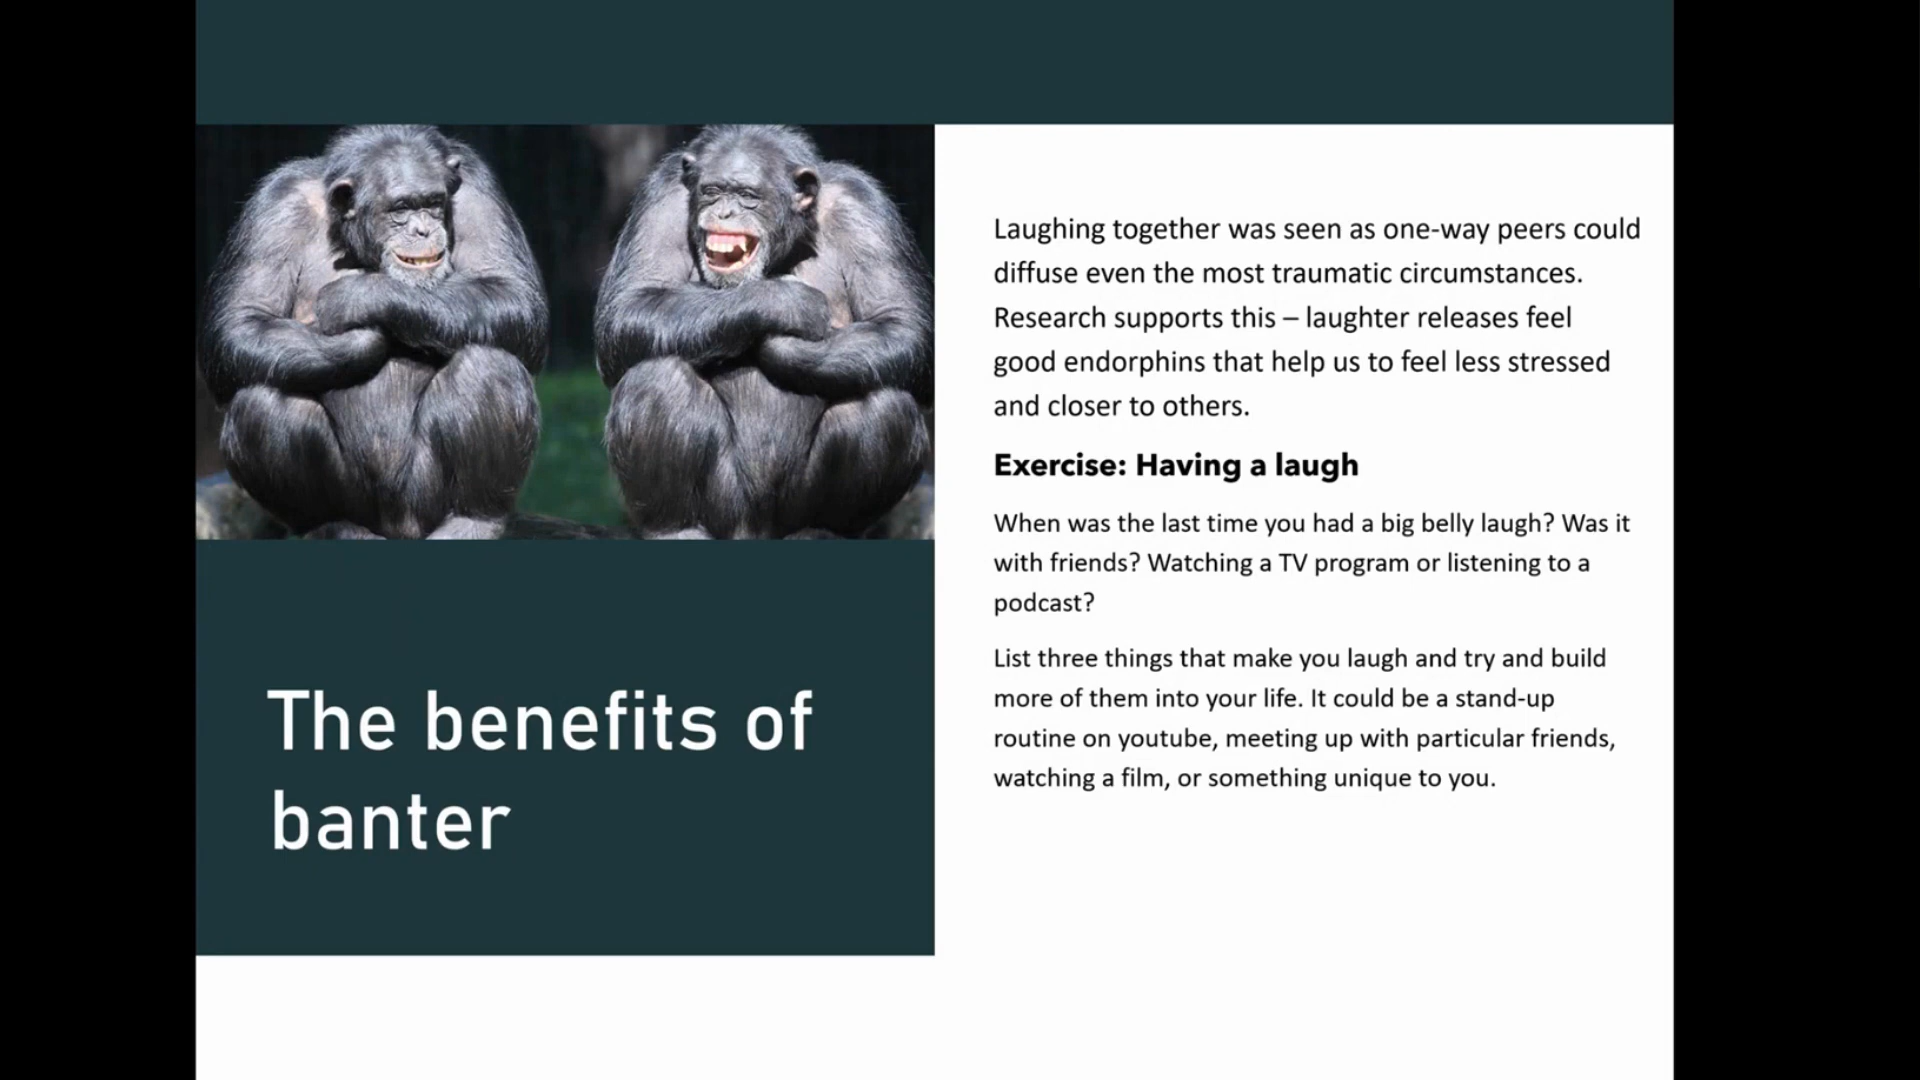 The benefits of
banter
Laughing together was seen as one-way peers could
diffuse even the most traumatic circumstances.
Research supports this – laughter releases feel
good endorphins that help us to feel less stressed
and closer to others.
Exercise: Having a laugh
When was the last time you had a big belly laugh? Was it
with friends? Watching a TV program or listening to a
podcast?
List three things that make you laugh and try and build
more of them into your life. It could be a stand-up
routine on youtube, meeting up with particular friends,
watching a film, or something unique to you.